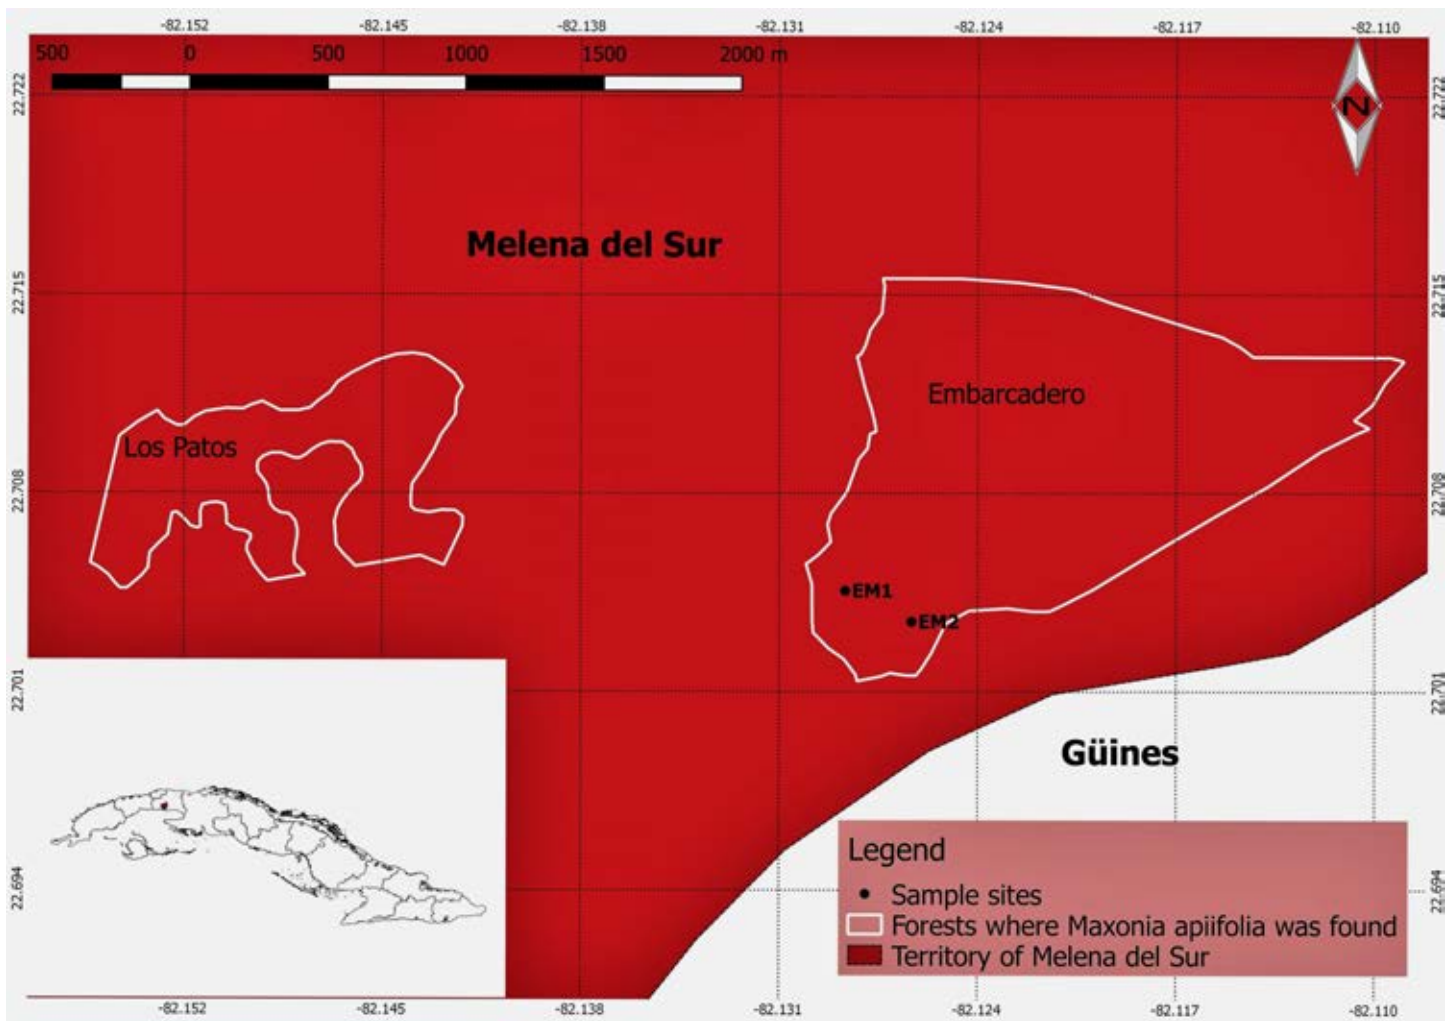 -82.152 -82.145 -82.138 -82.131 -82.124 -82.117 -82.110
500 0 500 1000 1500 2000 m
22.722 22.722
N
Melena del Sur
22.715 22.715
Embarcadero
Los Patos
22.708 22.708
EM1
EM2
22.701 22.701
Güines
Legend
Sample sites
Forests where Maxonia apiifolia was found
Territory of Melena del Sur
22.694 22.694
-82.152 -82.145 -82.138 -82.131 -82.124 -82.117 -82.110